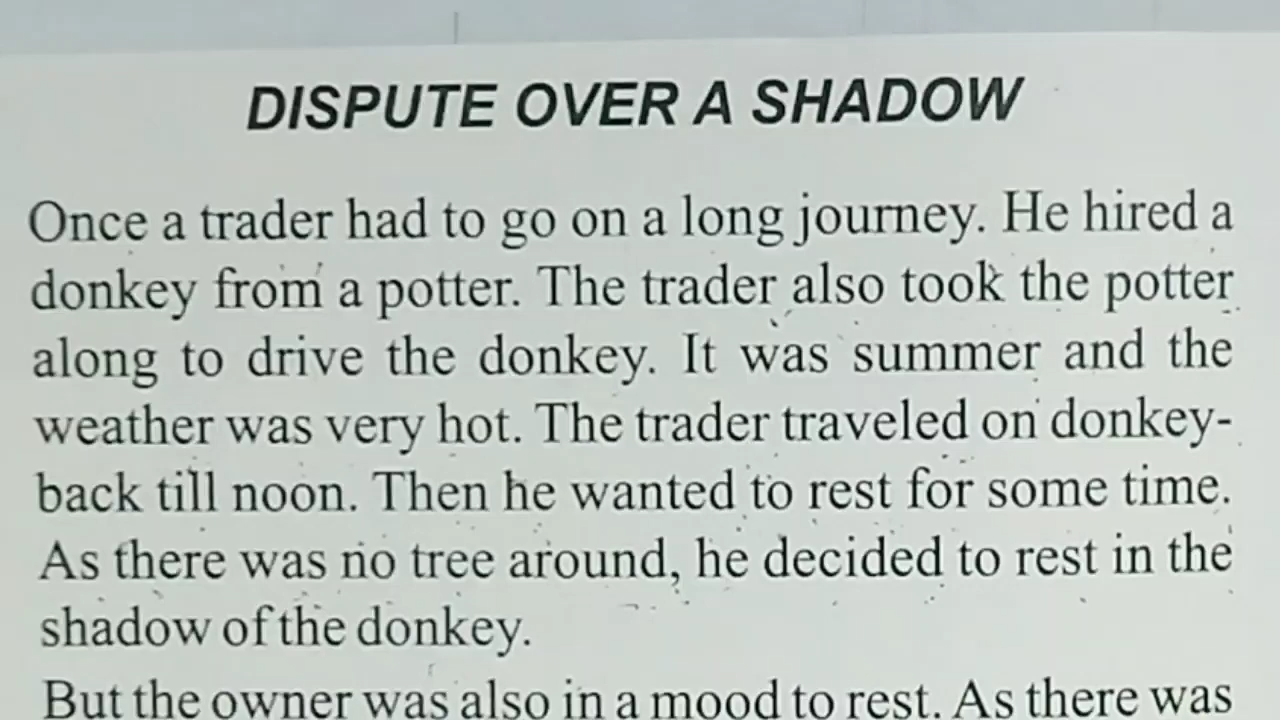 DISPUTE OVER A SHADOW
Once a trader had to go on a long journey. He hired a
donkey from a potter. The trader also took the potter
along to drive the donkey. It was summer and the
weather was very hot. The trader traveled on donkey-
back till noon. Then he wanted to rest for some time.
As there was no tree around, he decided to rest in the
shadow of the donkey.
But the owner was also in a mood to rest. As there was